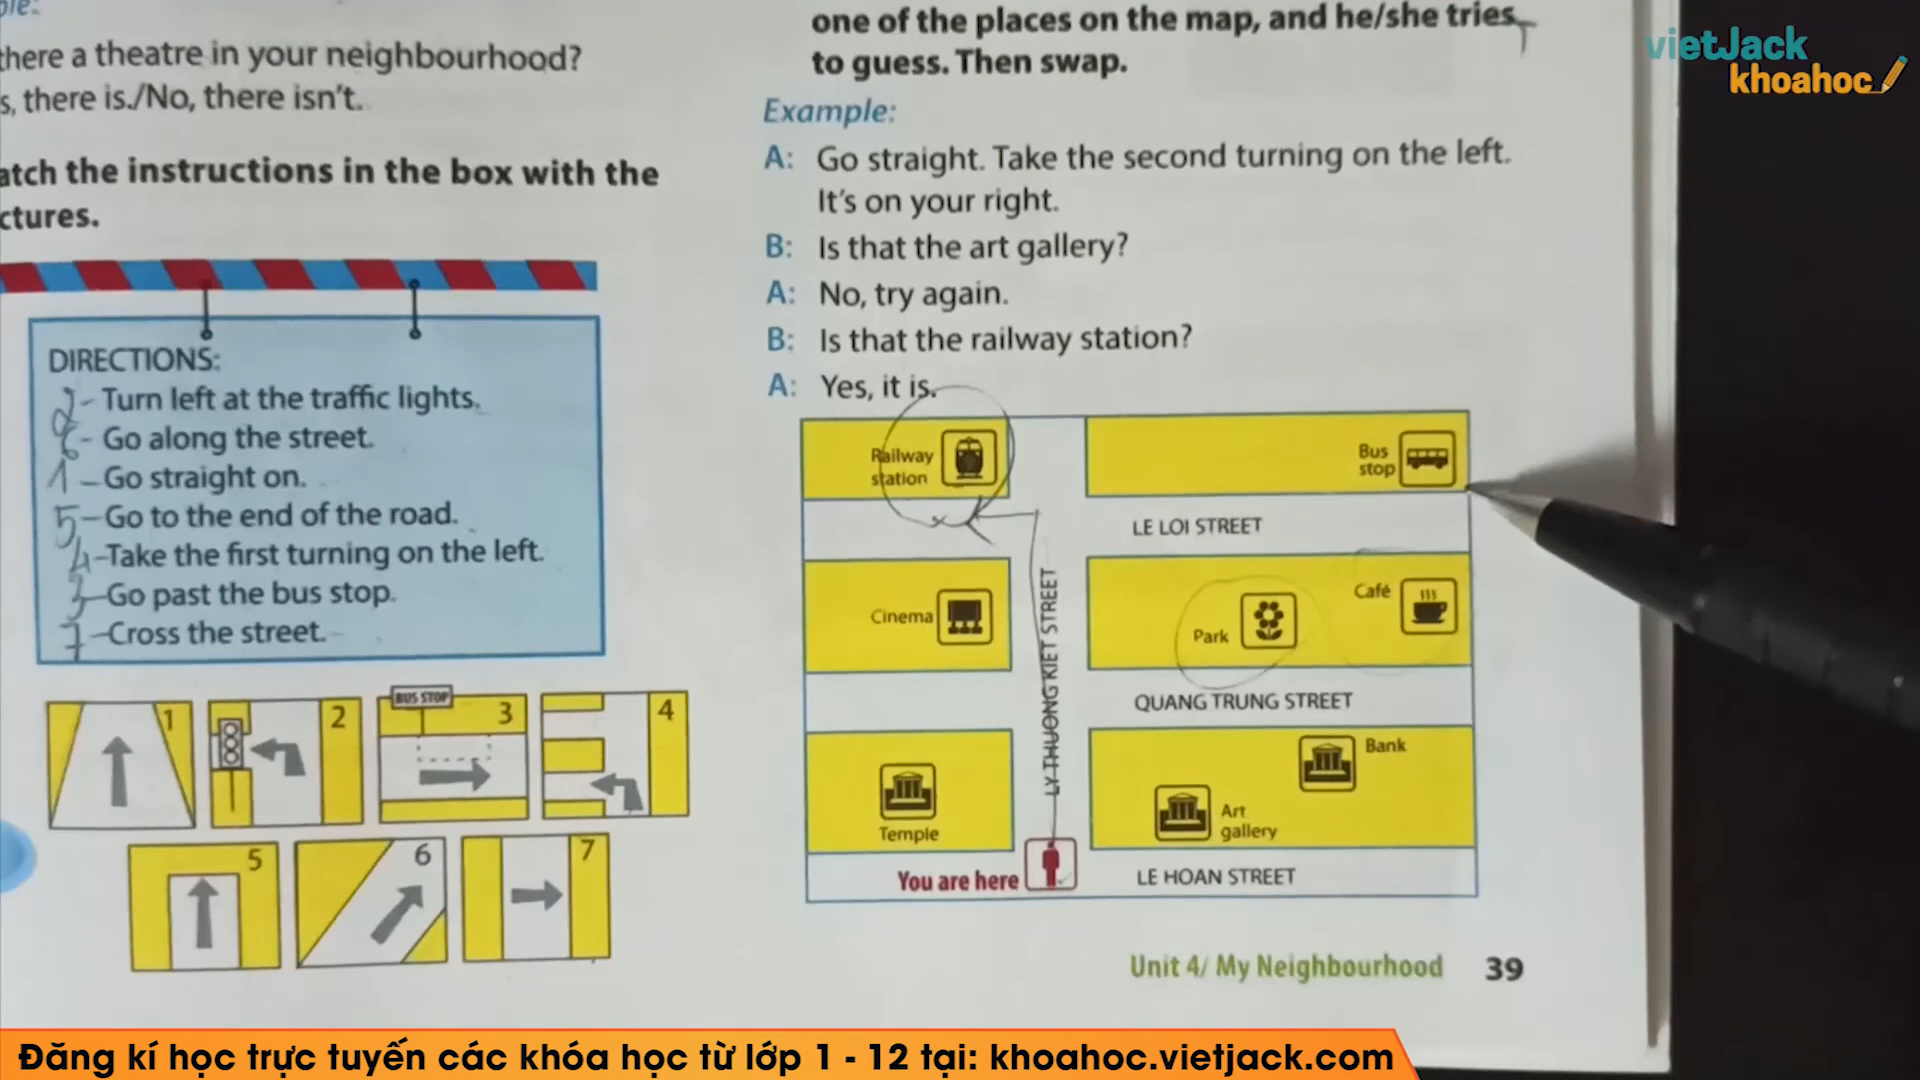 there a theatre in your neighbourhood?
s, there is./No, there isn't.
atch the instructions in the box with the
ctures.
DIRECTIONS:
2 - Turn left at the traffic lights.
6 - Go along the street.
1 - Go straight on.
5 - Go to the end of the road.
4 - Take the first turning on the left.
3 - Go past the bus stop.
7 - Cross the street.
1
2
BUS STOP
3
4
5
6
7
one of the places on the map, and he/she tries
to guess. Then swap.
Example:
A: Go straight. Take the second turning on the left.
It's on your right.
B: Is that the art gallery?
A: No, try again.
B: Is that the railway station?
A: Yes, it is.
Railway
station
Bus
stop
LE LOI STREET
Cinema
LY THUONG KIET STREET
Park
Café
QUANG TRUNG STREET
Temple
Bank
Art
gallery
You are here
LE HOAN STREET
Unit 4/ My Neighbourhood 39
vietJack
khoahoc
Đăng kí học trực tuyến các khóa học từ lớp 1 - 12 tại: khoahoc.vietjack.com